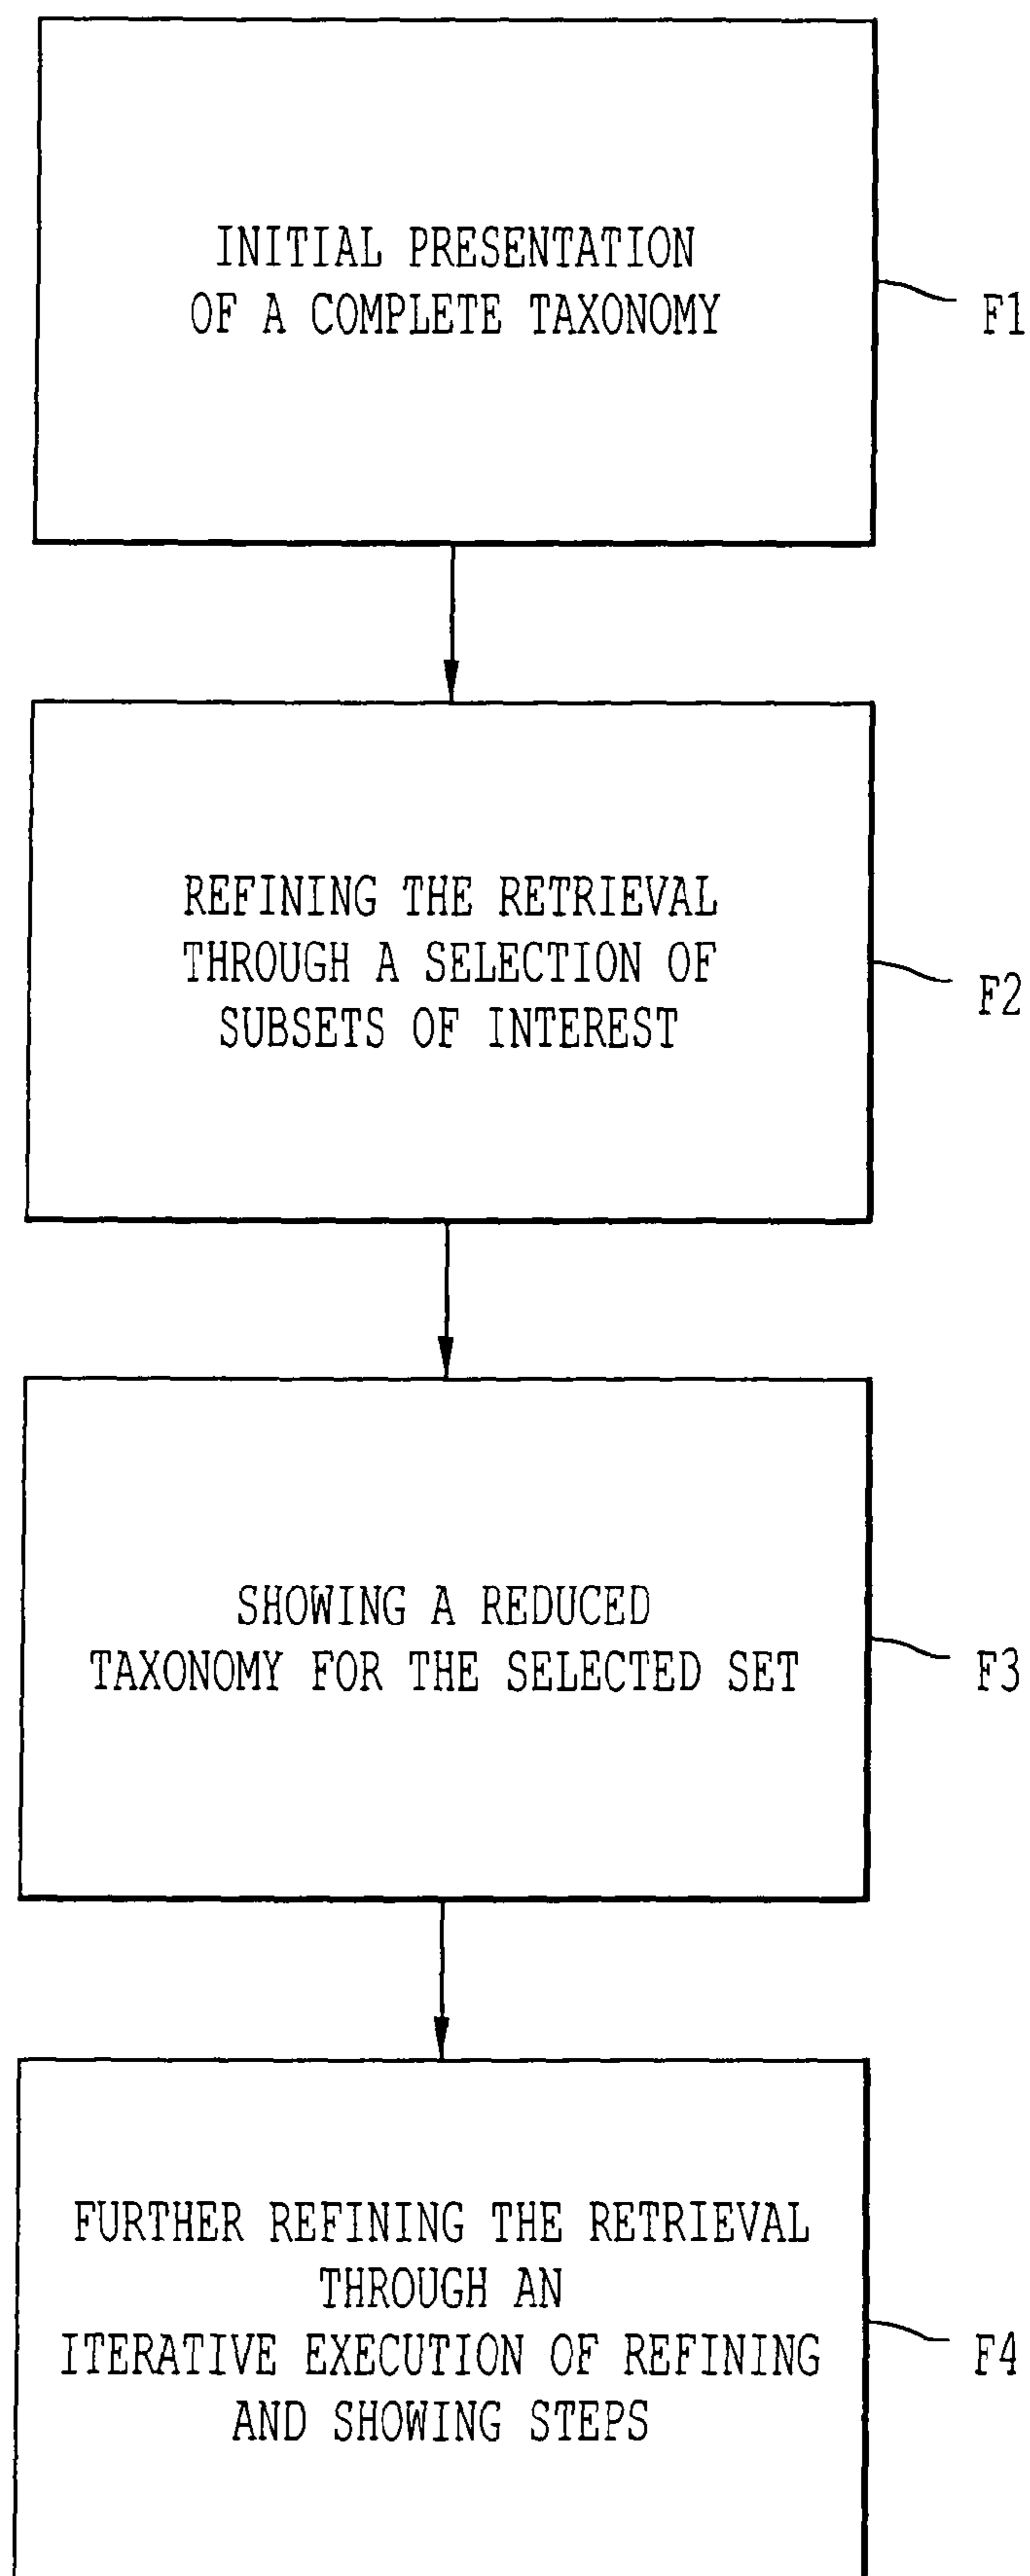 INITIAL PRESENTATION
OF A COMPLETE TAXONOMY
F1
REFINING THE RETRIEVAL
THROUGH A SELECTION OF
SUBSETS OF INTEREST
F2
SHOWING A REDUCED
TAXONOMY FOR THE SELECTED SET
F3
FURTHER REFINING THE RETRIEVAL
THROUGH AN
ITERATIVE EXECUTION OF REFINING
AND SHOWING STEPS
F4